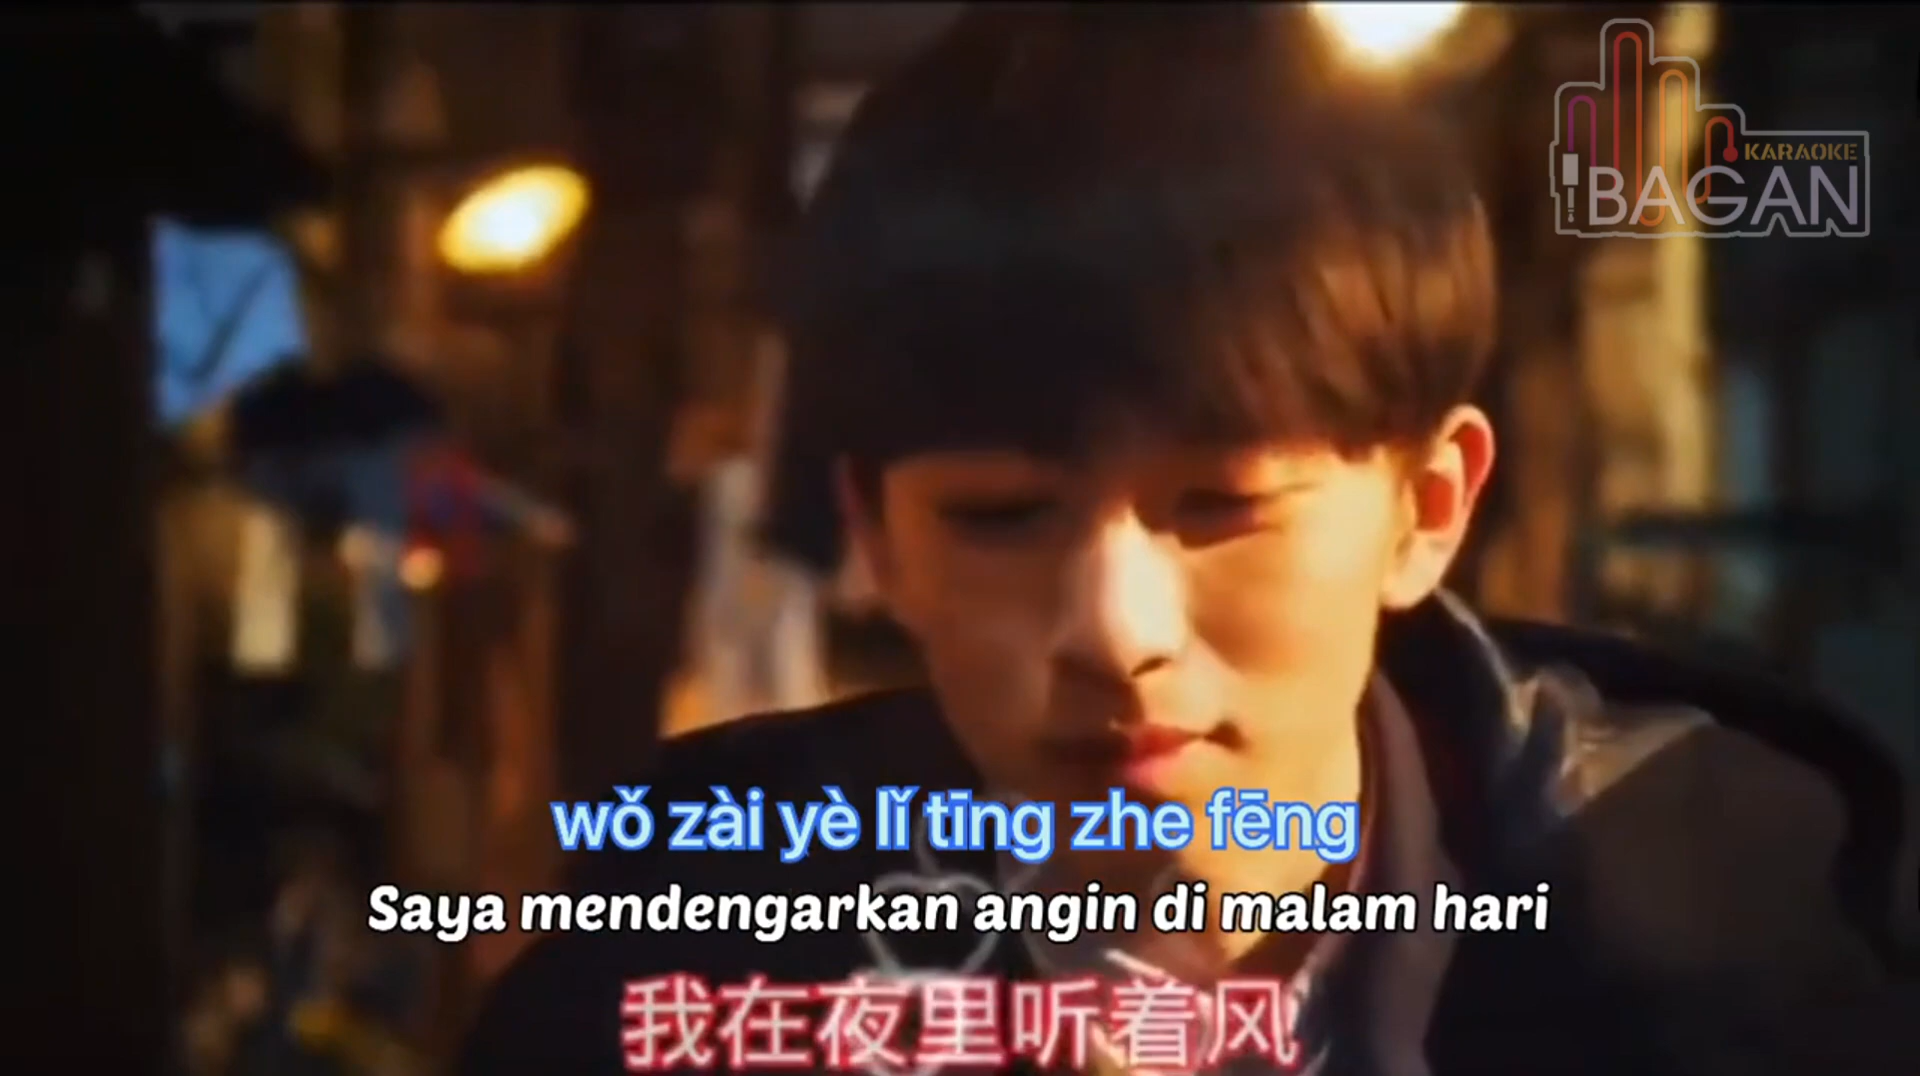 KARAOKE
BAGAN
wǒ zài yè lǐ tīng zhe fēng
Saya mendengarkan angin di malam hari
我在夜里听着风